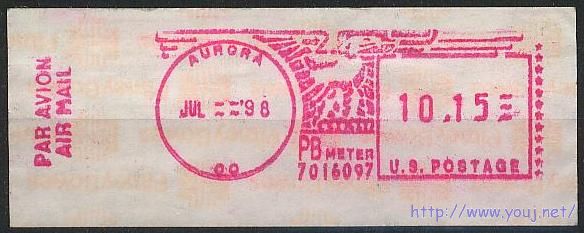 PAR AVION
AIR MAIL
AURORA
JUL '98
CO
PB METER
7016097
10.15
U.S. POSTAGE
http://www.youj.net/